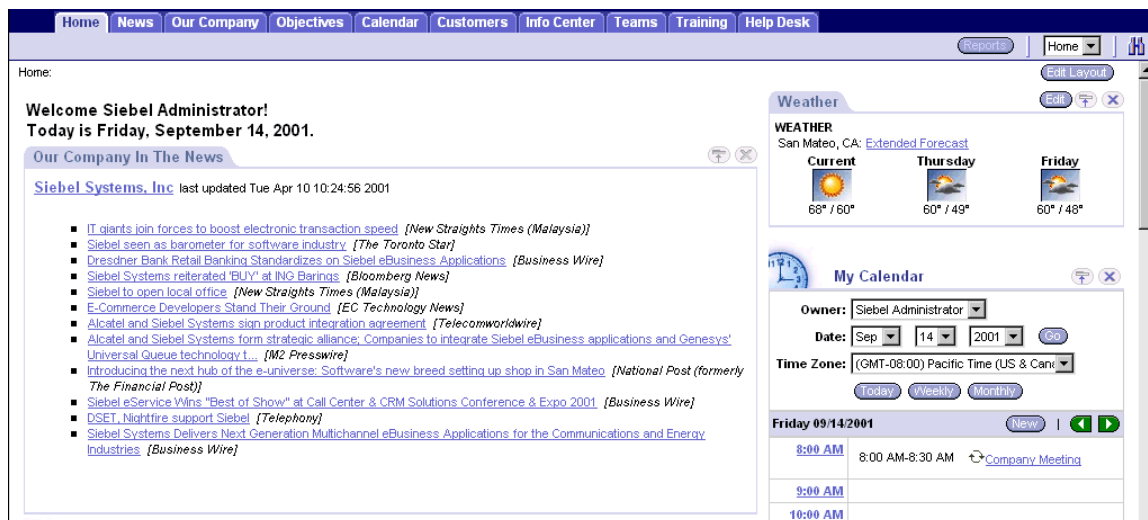 Home News Our Company Objectives Calendar Customers Info Center Teams Training Help Desk
Reports Home
Home:
Edit Layout
Welcome Siebel Administrator!
Today is Friday, September 14, 2001.
Our Company In The News
Siebel Systems, Inc last updated Tue Apr 10 10:24:56 2001
IT giants join forces to boost electronic transaction speed [New Straights Times (Malaysia)]
Siebel seen as barometer for software industry [The Toronto Star]
Dresdner Bank Retail Banking Standardizes on Siebel eBusiness Applications [Business Wire]
Siebel Systems reiterated 'BUY' at ING Barings [Bloomberg News]
Siebel to open local office [New Straights Times (Malaysia)]
E-Commerce Developers Stand Their Ground [EC Technology News]
Alcatel and Siebel Systems sign product integration agreement [Telecomworldwire]
Alcatel and Siebel Systems form strategic alliance; Companies to integrate Siebel eBusiness applications and Genesys'
Universal Queue technology t... [M2 Presswire]
Introducing the next hub of the e-universe: Software's new breed setting up shop in San Mateo [National Post (formerly
The Financial Post)]
Siebel eService Wins "Best of Show" at Call Center & CRM Solutions Conference & Expo 2001 [Business Wire]
DSET, Nightfire support Siebel [Telephony]
Siebel Systems Delivers Next Generation Multichannel eBusiness Applications for the Communications and Energy
Industries [Business Wire]
Weather Edit
WEATHER
San Mateo, CA: Extended Forecast
Current Thursday Friday
68° / 60° 60° / 49° 60° / 48°
11 12 1 2 3
My Calendar
Owner: Siebel Administrator
Date: Sep 14 2001 Go
Time Zone: (GMT-08:00) Pacific Time (US & Cana
Today Weekly Monthly
Friday 09/14/2001 New |
8:00 AM 8:00 AM-8:30 AM Company Meeting
9:00 AM
10:00 AM